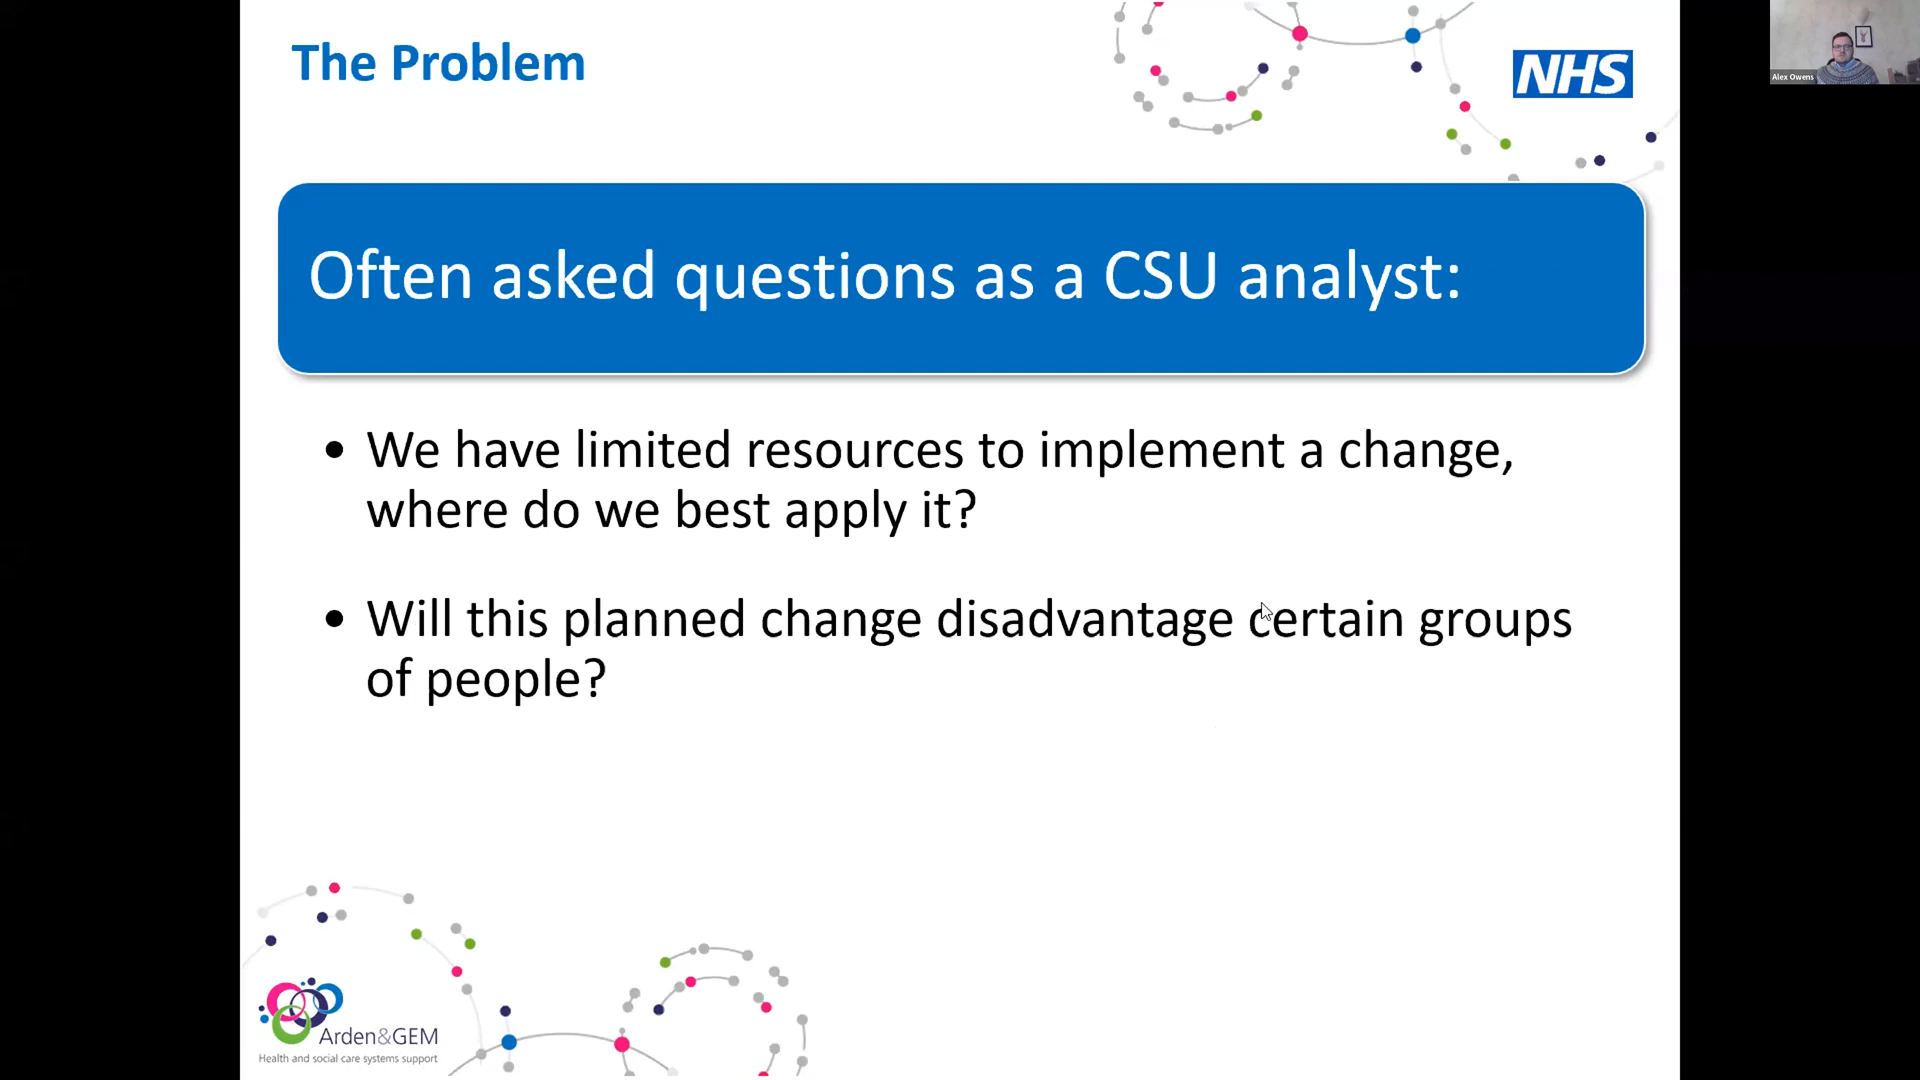 The Problem
NHS
Alex Owens
Often asked questions as a CSU analyst:
• We have limited resources to implement a change,
where do we best apply it?
• Will this planned change disadvantage certain groups
of people?
Arden&GEM
Health and social care systems support